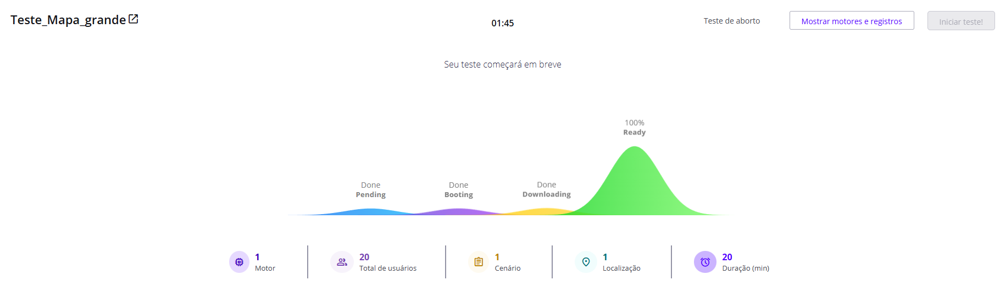 Teste_Mapa_grande
01:45
Teste de aborto
Mostrar motores e registros
Iniciar teste!
Seu teste começará em breve
100%
Ready
Done
Pending
Done
Booting
Done
Downloading
1
Motor
20
Total de usuários
1
Cenário
1
Localização
20
Duração (min)